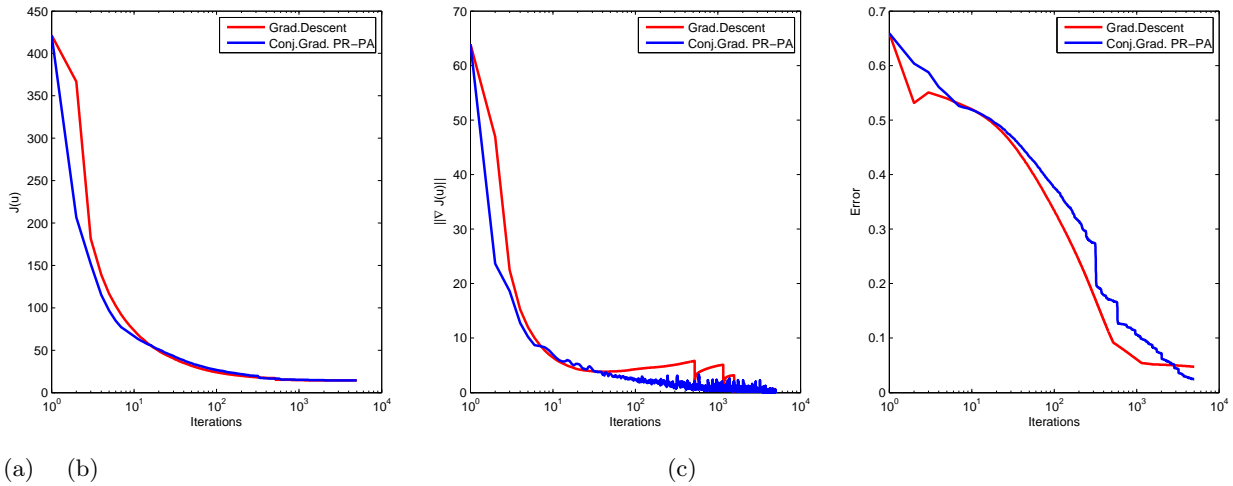 450
400
350
300
250
200
150
100
50
0
J(u)
10^0 10^1 10^2 10^3 10^4
Iterations
Grad.Descent
Conj.Grad. PR−PA
70
60
50
40
30
20
10
0
||∇ J(u)||
10^0 10^1 10^2 10^3 10^4
Iterations
Grad.Descent
Conj.Grad. PR−PA
0.7
0.6
0.5
0.4
0.3
0.2
0.1
0
Error
10^0 10^1 10^2 10^3 10^4
Iterations
Grad.Descent
Conj.Grad. PR−PA
(a) (b) (c)